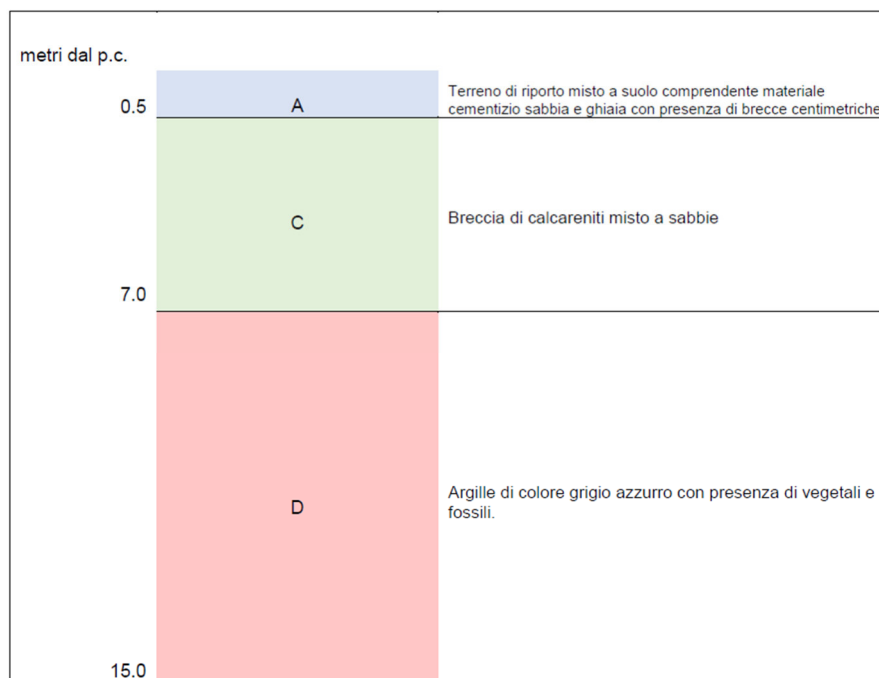 metri dal p.c.
0.5
A
Terreno di riporto misto a suolo comprendente materiale
cementizio sabbia e ghiaia con presenza di brecce centimetriche
C
Breccia di calcareniti misto a sabbie
7.0
D
Argille di colore grigio azzurro con presenza di vegetali e
fossili.
15.0